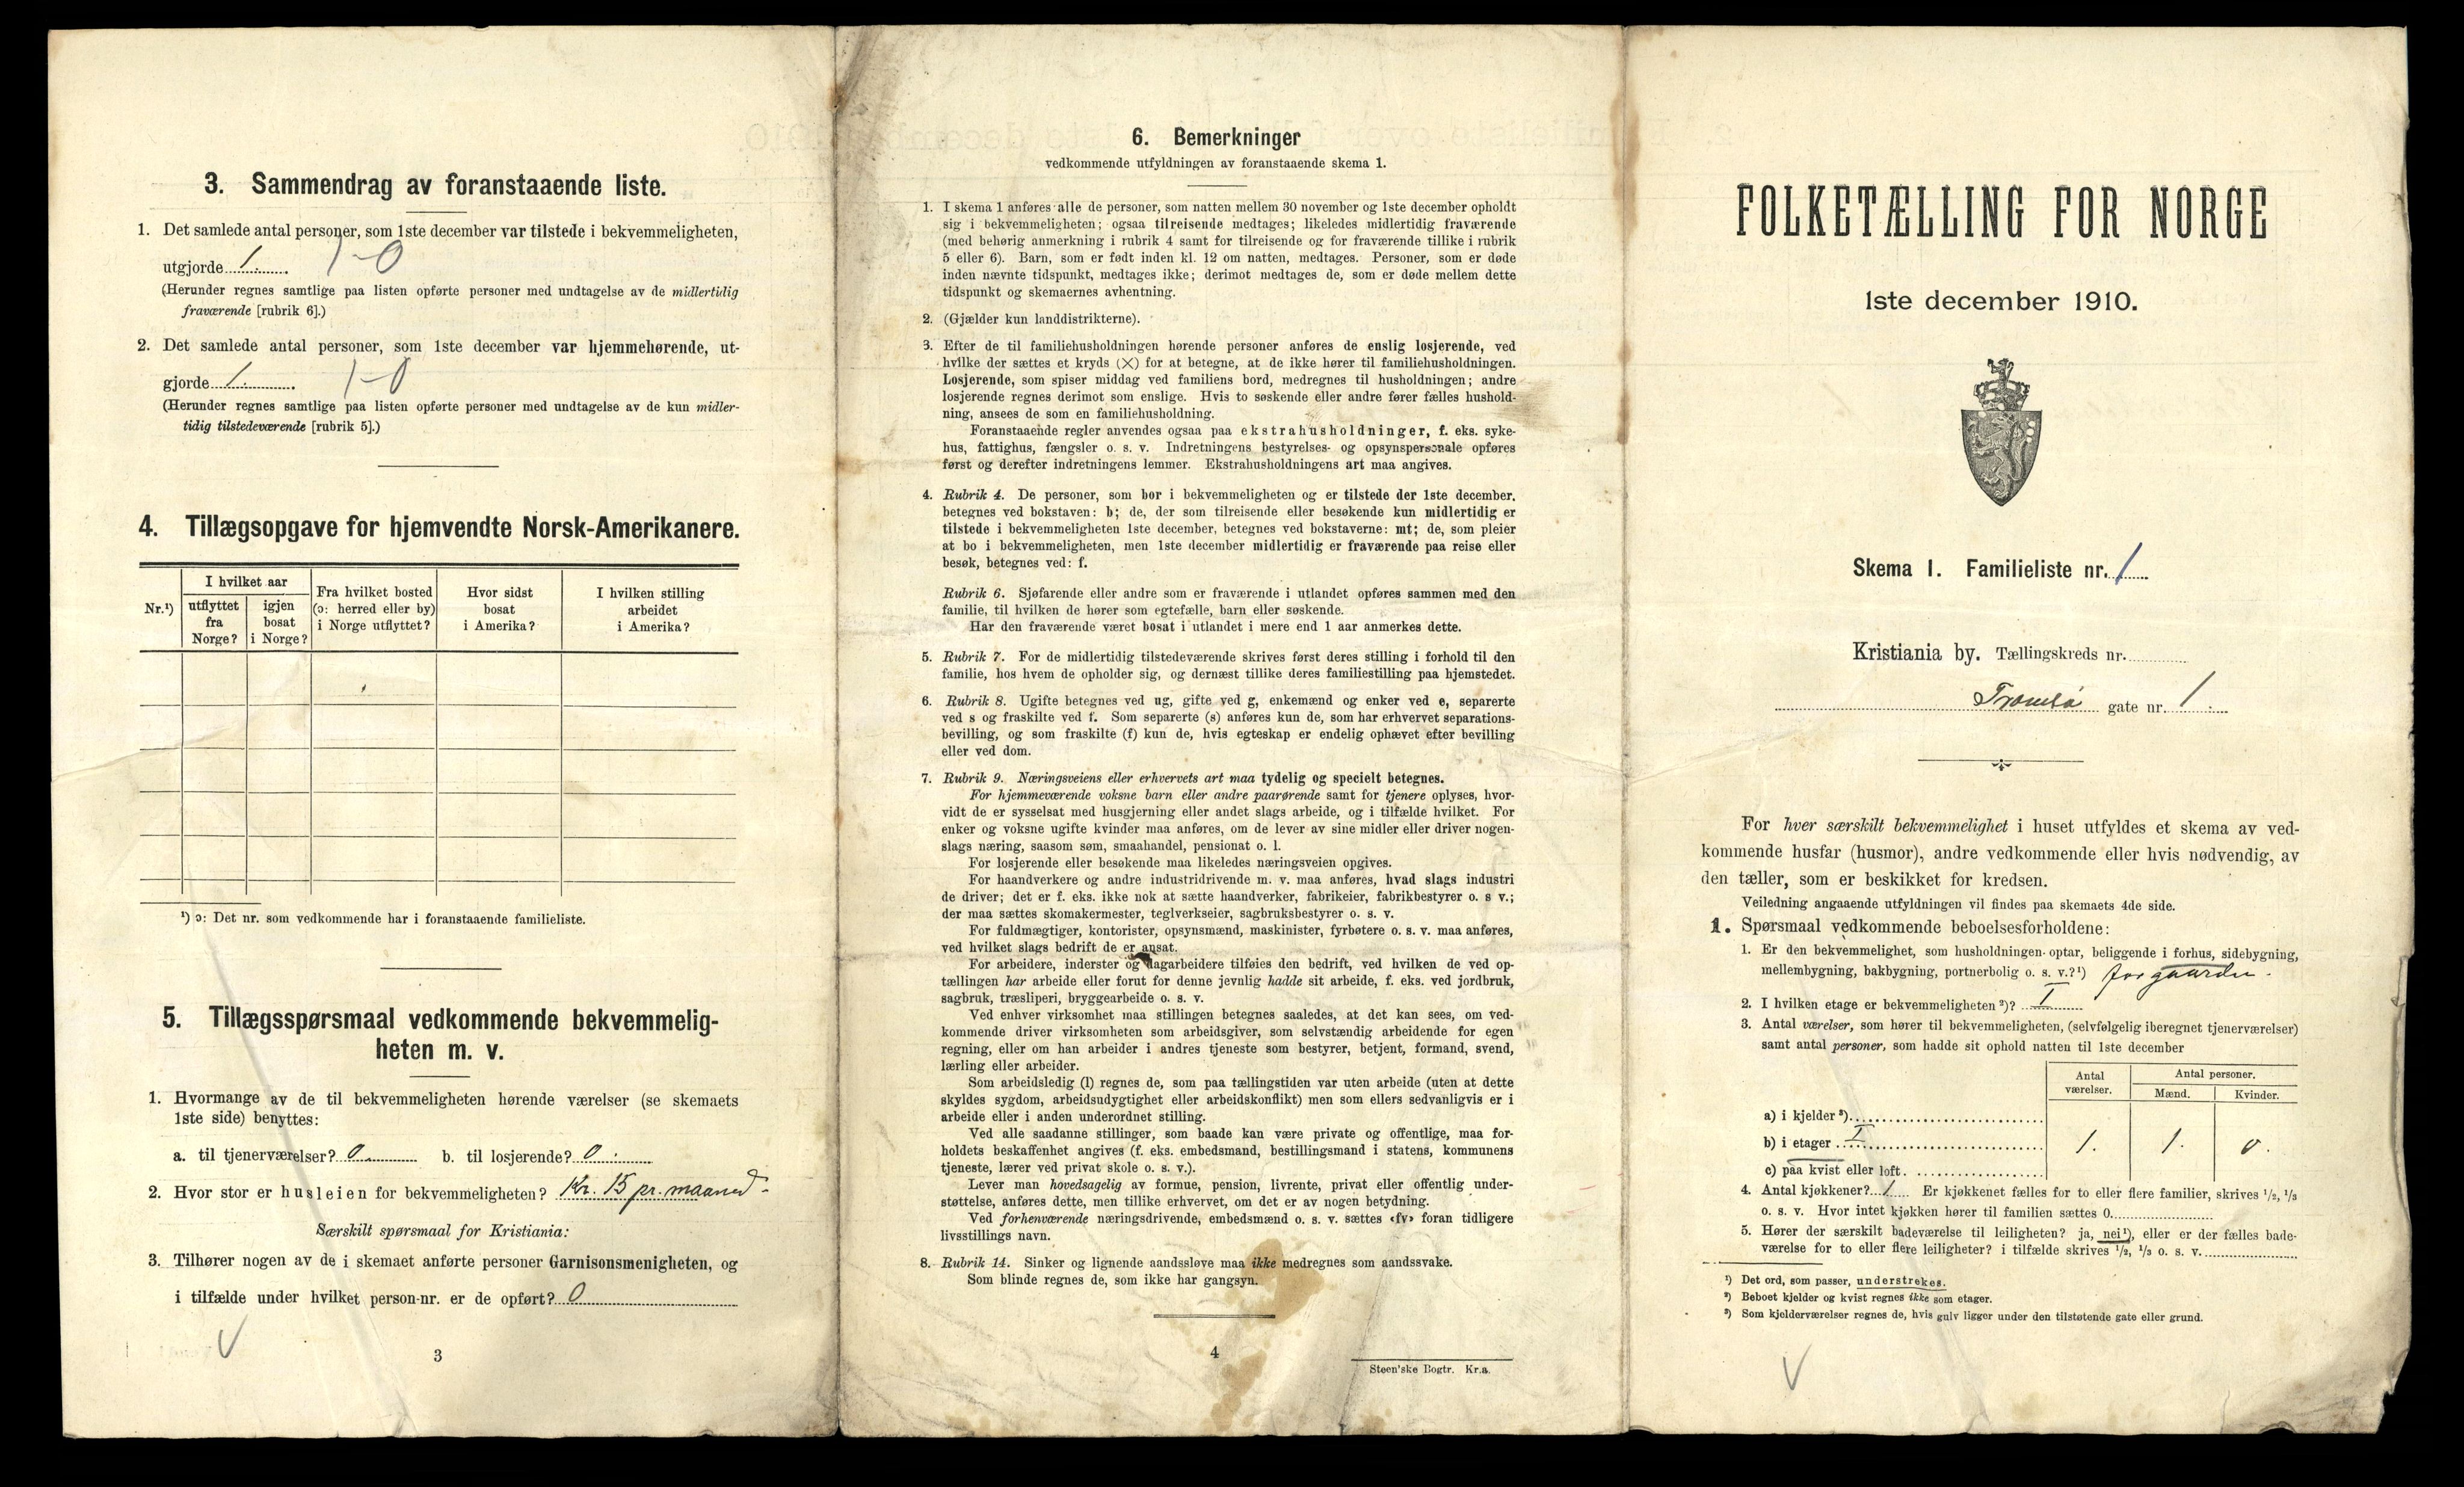 3. Sammendrag av foranstaaende liste.
1. Det samlede antal personer, som 1ste december var tilstede i bekvemmeligheten,
utgjorde 1. 1-0
(Herunder regnes samtlige paa listen opførte personer med undtagelse av de midlertidig
fraværende [rubrik 6].)
2. Det samlede antal personer, som 1ste december var hjemmehørende, ut-
gjorde 1. 1-0
(Herunder regnes samtlige paa listen opførte personer med undtagelse av de kun midler-
tidig tilstedeværende [rubrik 5].)
4. Tillægsopgave for hjemvendte Norsk-Amerikanere.
Nr.¹)
I hvilket aar
utflyttet fra Norge?
igjen bosat i Norge?
Fra hvilket bosted (ɔ: herred eller by) i Norge utflyttet?
Hvor sidst bosat i Amerika?
I hvilken stilling arbeidet i Amerika?
¹) ɔ: Det nr. som vedkommende har i foranstaaende familieliste.
5. Tillægsspørsmaal vedkommende bekvemmelig-
heten m. v.
1. Hvormange av de til bekvemmeligheten hørende værelser (se skemaets
1ste side) benyttes:
a. til tjenerværelser? 0. b. til losjerende? 0.
2. Hvor stor er husleien for bekvemmeligheten? Kr. 15 pr. maaned.
Særskilt spørsmaal for Kristiania:
3. Tilhører nogen av de i skemaet anførte personer Garnisonsmenigheten, og
i tilfælde under hvilket person-nr. er de opført? 0
3
6. Bemerkninger
vedkommende utfyldningen av foranstaaende skema 1.
1. I skema 1 anføres alle de personer, som natten mellem 30 november og 1ste december opholdt
sig i bekvemmeligheten; ogsaa tilreisende medtages; likeledes midlertidig fraværende
(med behørig anmerkning i rubrik 4 samt for tilreisende og for fraværende tillike i rubrik
5 eller 6). Barn, som er født inden kl. 12 om natten, medtages. Personer, som er døde
inden nævnte tidspunkt, medtages ikke; derimot medtages de, som er døde mellem dette
tidspunkt og skemaernes avhentning.
2. (Gjælder kun landdistrikterne).
3. Efter de til familiehusholdningen hørende personer anføres de enslig losjerende, ved
hvilke der sættes et kryds (×) for at betegne, at de ikke hører til familiehusholdningen.
Losjerende, som spiser middag ved familiens bord, medregnes til husholdningen; andre
losjerende regnes derimot som enslige. Hvis to søskende eller andre fører fælles hushold-
ning, ansees de som en familiehusholdning.
Foranstaaende regler anvendes ogsaa paa ekstrahusholdninger, f. eks. syke-
hus, fattighus, fængsler o. s. v. Indretningens bestyrelses- og opsynspersonale opføres
først og derefter indretningens lemmer. Ekstrahusholdningens art maa angives.
4. Rubrik 4. De personer, som bor i bekvemmeligheten og er tilstede der 1ste december,
betegnes ved bokstaven: b; de, der som tilreisende eller besøkende kun midlertidig er
tilstede i bekvemmeligheten 1ste december, betegnes ved bokstaverne: mt; de, som pleier
at bo i bekvemmeligheten, men 1ste december midlertidig er fraværende paa reise eller
besøk, betegnes ved: f.
Rubrik 6. Sjøfarende eller andre som er fraværende i utlandet opføres sammen med den
familie, til hvilken de hører som egtefælle, barn eller søskende.
Har den fraværende været bosat i utlandet i mere end 1 aar anmerkes dette.
5. Rubrik 7. For de midlertidig tilstedeværende skrives først deres stilling i forhold til den
familie, hos hvem de opholder sig, og dernæst tillike deres familiestilling paa hjemstedet.
6. Rubrik 8. Ugifte betegnes ved ug, gifte ved g, enkemænd og enker ved e, separerte
ved s og fraskilte ved f. Som separerte (s) anføres kun de, som har erhvervet separations-
bevilling, og som fraskilte (f) kun de, hvis egteskap er endelig ophævet efter bevilling
eller ved dom.
7. Rubrik 9. Næringsveiens eller erhvervets art maa tydelig og specielt betegnes.
For hjemmeværende voksne barn eller andre paarørende samt for tjenere oplyses, hvor-
vidt de er sysselsat med husgjerning eller andet slags arbeide, og i tilfælde hvilket. For
enker og voksne ugifte kvinder maa anføres, om de lever av sine midler eller driver nogen-
slags næring, saasom søm, smaahandel, pensionat o. l.
For losjerende eller besøkende maa likeledes næringsveien opgives.
For haandverkere og andre industridrivende m. v. maa anføres, hvad slags industri
de driver; det er f. eks. ikke nok at sætte haandverker, fabrikeier, fabrikbestyrer o. s v.;
der maa sættes skomakermester, teglverkseier, sagbruksbestyrer o. s. v.
For fuldmægtiger, kontorister, opsynsmænd, maskinister, fyrbøtere o. s. v. maa anføres,
ved hvilket slags bedrift de er ansat.
For arbeidere, inderster og dagarbeidere tilføies den bedrift, ved hvilken de ved op-
tællingen har arbeide eller forut for denne jevnlig hadde sit arbeide, f. eks. ved jordbruk,
sagbruk, træsliperi, bryggearbeide o. s. v.
Ved enhver virksomhet maa stillingen betegnes saaledes, at det kan sees, om ved-
kommende driver virksomheten som arbeidsgiver, som selvstændig arbeidende for egen
regning, eller om han arbeider i andres tjeneste som bestyrer, betjent, formand, svend,
lærling eller arbeider.
Som arbeidsledig (l) regnes de, som paa tællingstiden var uten arbeide (uten at dette
skyldes sygdom, arbeidsudygtighet eller arbeidskonflikt) men som ellers sedvanligvis er i
arbeide eller i anden underordnet stilling.
Ved alle saadanne stillinger, som baade kan være private og offentlige, maa for-
holdets beskaffenhet angives (f. eks. embedsmand, bestillingsmand i statens, kommunens
tjeneste, lærer ved privat skole o. s. v.).
Lever man hovedsagelig av formue, pension, livrente, privat eller offentlig under-
støttelse, anføres dette, men tillike erhvervet, om det er av nogen betydning.
Ved forhenværende næringsdrivende, embedsmænd o. s. v. sættes «fv» foran tidligere
livsstillings navn.
8. Rubrik 14. Sinker og lignende aandssløve maa ikke medregnes som aandssvake.
Som blinde regnes de, som ikke har gangsyn.
4
Steen'ske Bogtr. Kr.a.
FOLKETÆLLING FOR NORGE
1ste december 1910.
Skema 1. Familieliste nr. 1
Kristiania by. Tællingskreds nr.
Tromsø gate nr. 1.
For hver særskilt bekvemmelighet i huset utfyldes et skema av ved-
kommende husfar (husmor), andre vedkommende eller hvis nødvendig, av
den tæller, som er beskikket for kredsen.
Veiledning angaaende utfyldningen vil findes paa skemaets 4de side.
1. Spørsmaal vedkommende beboelsesforholdene:
1. Er den bekvemmelighet, som husholdningen optar, beliggende i forhus, sidebygning,
mellembygning, bakbygning, portnerbolig o. s. v.?¹)
2. I hvilken etage er bekvemmeligheten²)? I
3. Antal værelser, som hører til bekvemmeligheten, (selvfølgelig iberegnet tjenerværelser)
samt antal personer, som hadde sit ophold natten til 1ste december
Antal værelser.
Antal personer.
Mænd. Kvinder.
a) i kjelder³)
b) i etager I 1. 1. 0.
c) paa kvist eller loft.
4. Antal kjøkkener? 1 Er kjøkkenet fælles for to eller flere familier, skrives ¹/₂, ¹/₃
o. s. v. Hvor intet kjøkken hører til familien sættes 0.
5. Hører der særskilt badeværelse til leiligheten? ja, nei¹), eller er der fælles bade-
værelse for to eller flere leiligheter? i tilfælde skrives ¹/₂, ¹/₃ o. s. v.
¹) Det ord, som passer, understrekes.
²) Beboet kjelder og kvist regnes ikke som etager.
³) Som kjelderværelser regnes de, hvis gulv ligger under den tilstøtende gate eller grund.